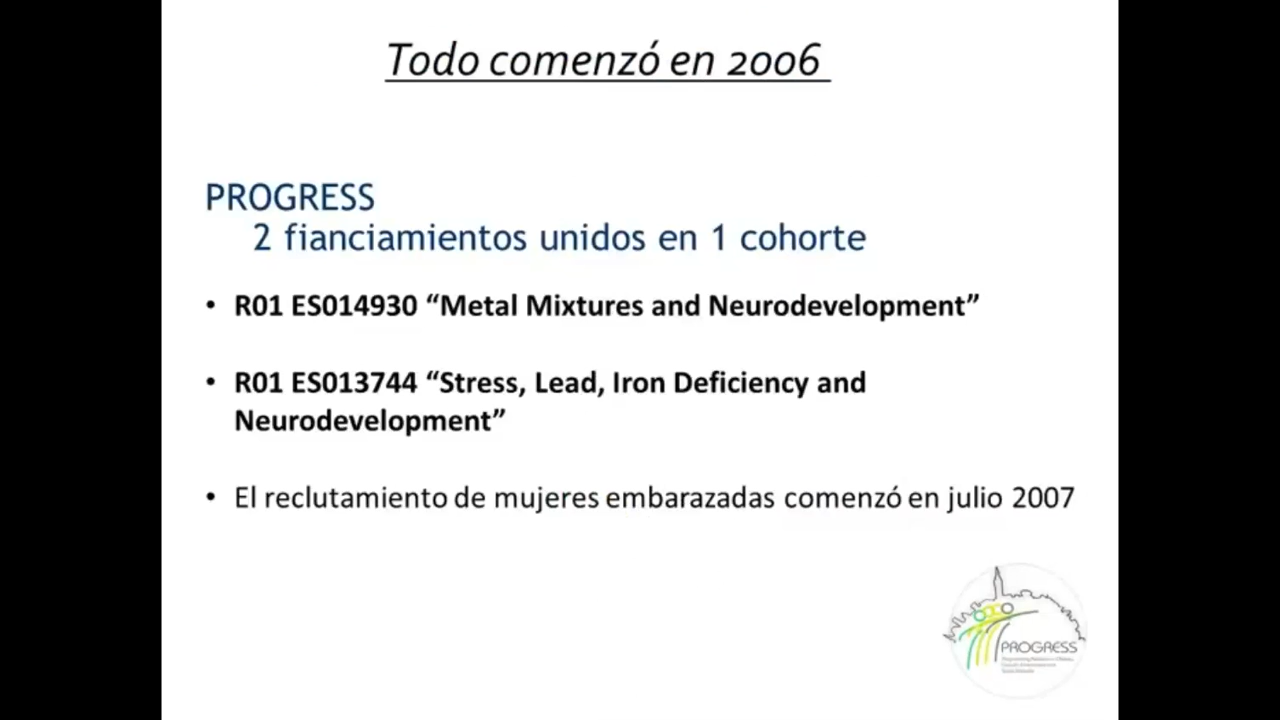 Todo comenzó en 2006
PROGRESS
2 fianciamientos unidos en 1 cohorte
• R01 ES014930 “Metal Mixtures and Neurodevelopment”
• R01 ES013744 “Stress, Lead, Iron Deficiency and
Neurodevelopment”
• El reclutamiento de mujeres embarazadas comenzó en julio 2007
PROGRESS